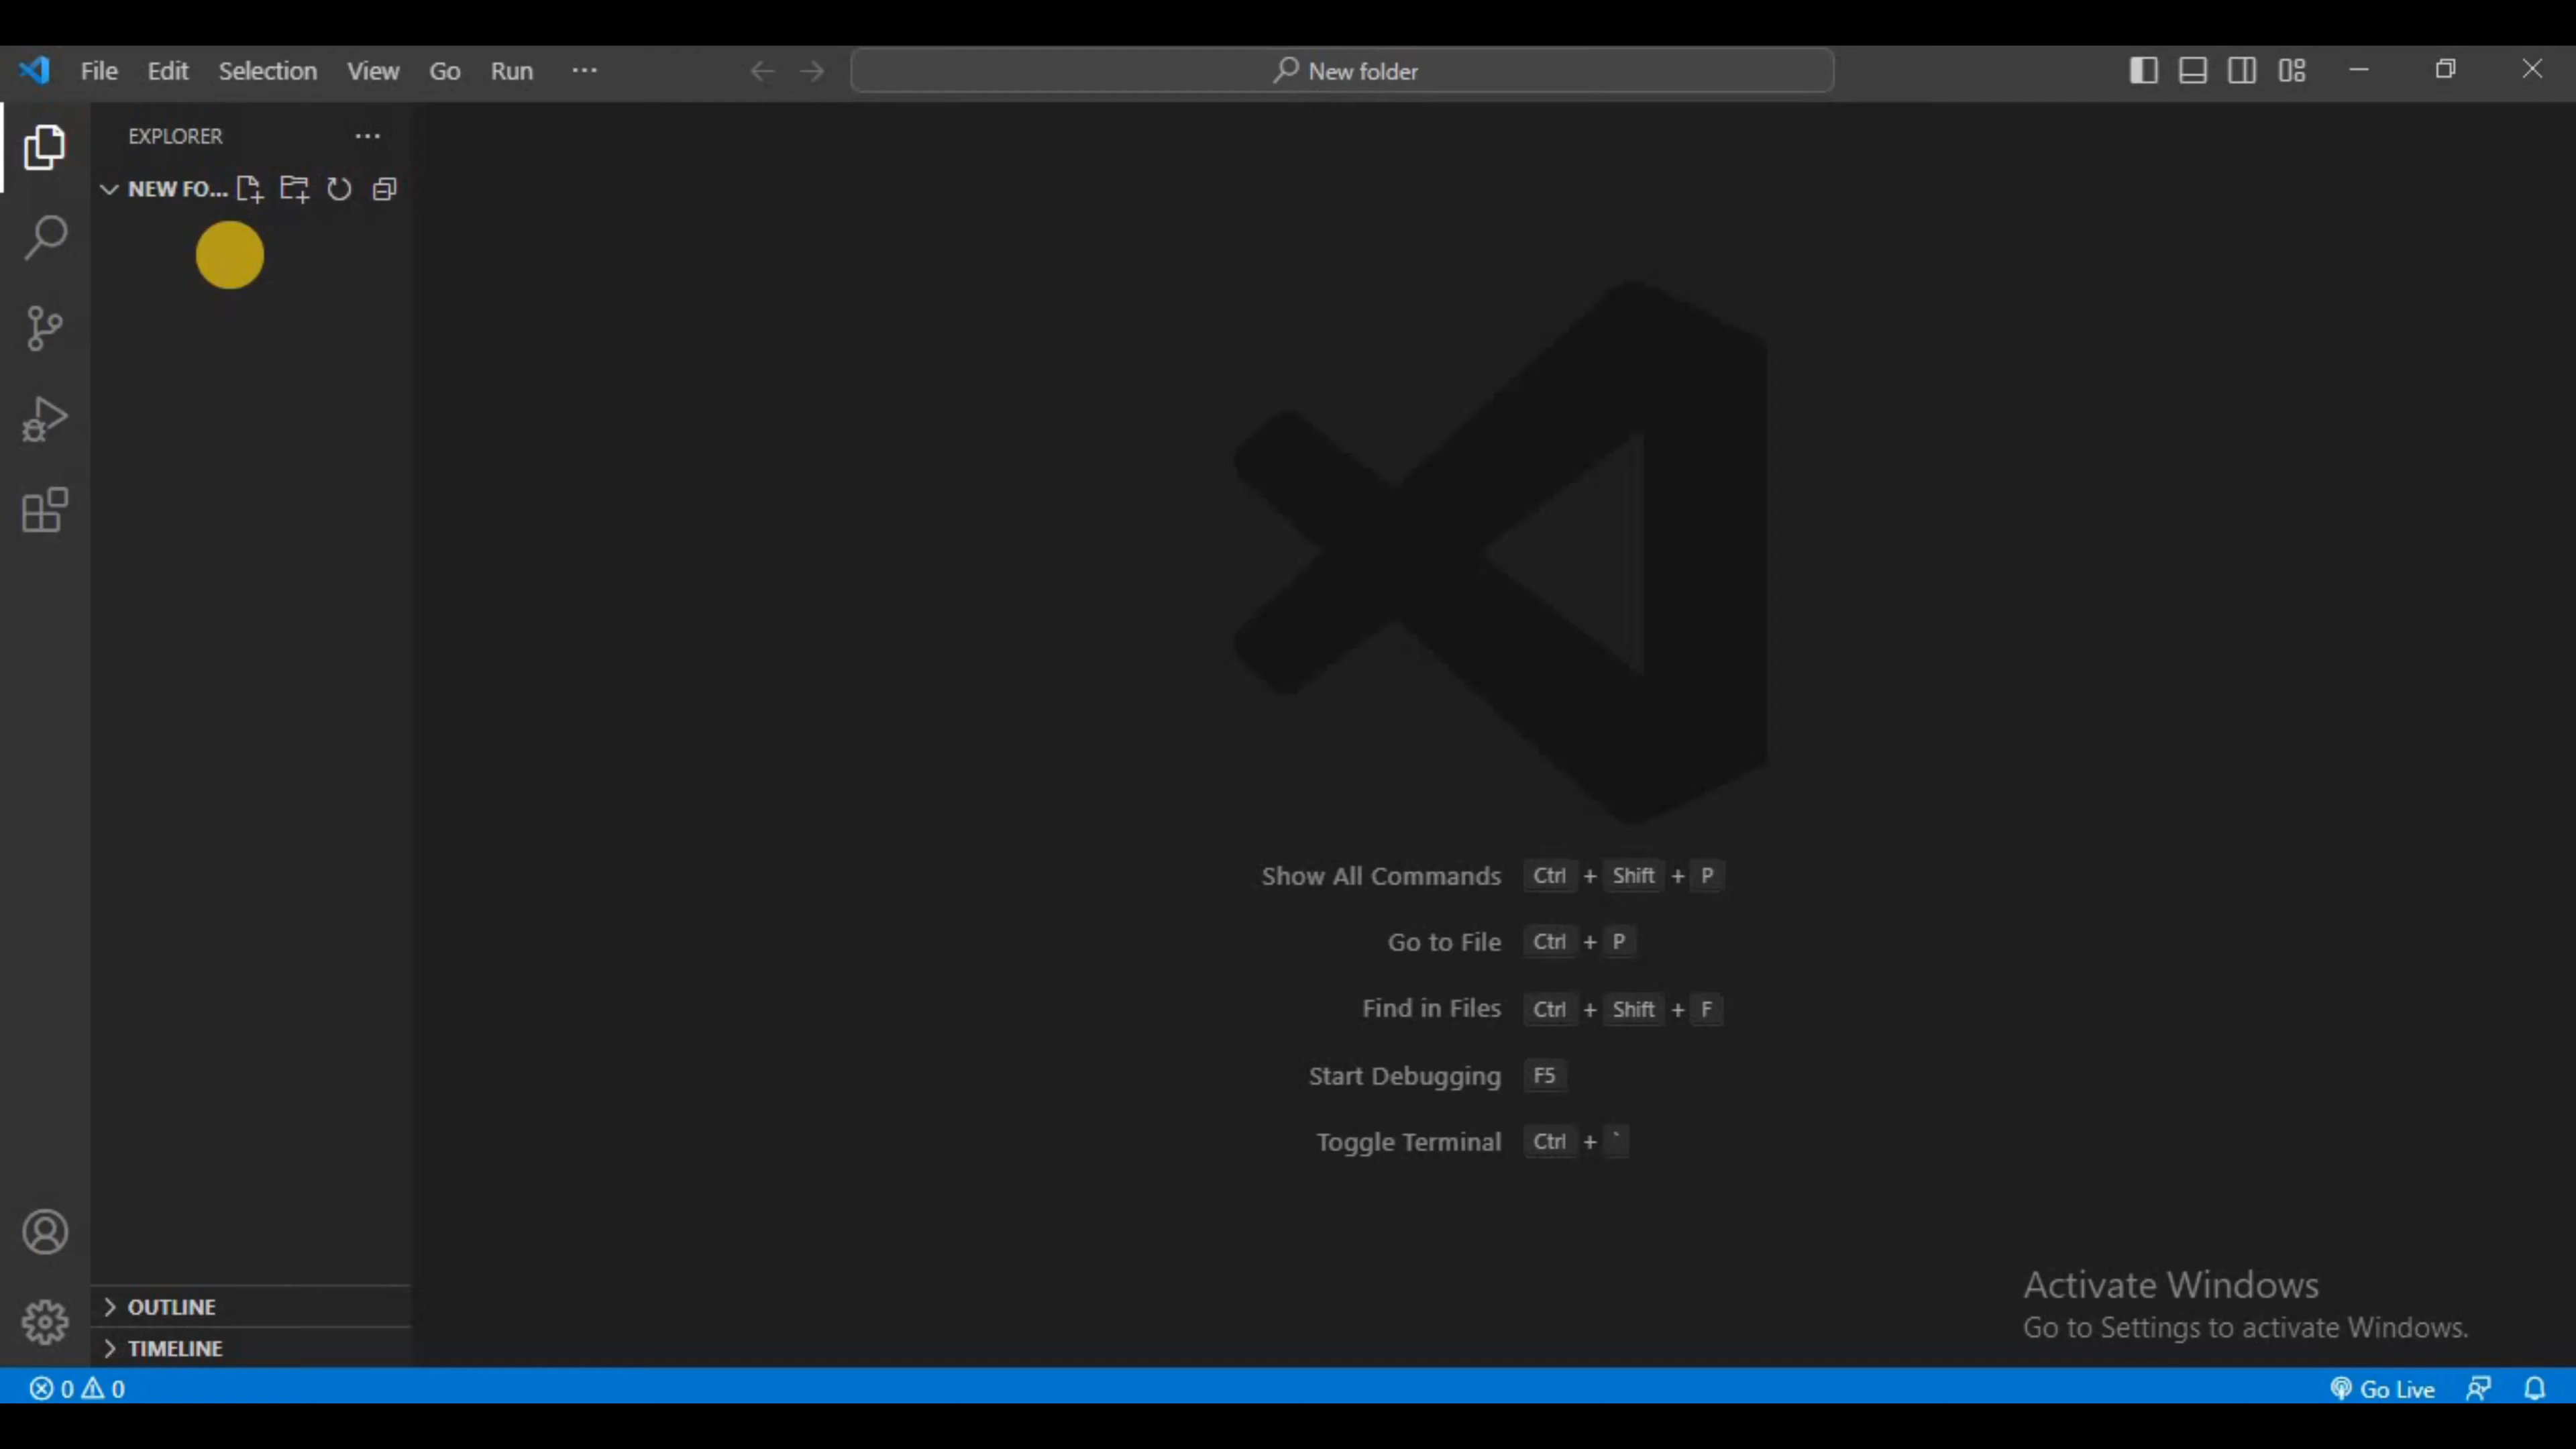 File Edit Selection View Go Run ···
New folder
EXPLORER ···
NEW FO...
Show All Commands Ctrl + Shift + P
Go to File Ctrl + P
Find in Files Ctrl + Shift + F
Start Debugging F5
Toggle Terminal Ctrl + `
Activate Windows
Go to Settings to activate Windows.
OUTLINE
TIMELINE
0 0
Go Live